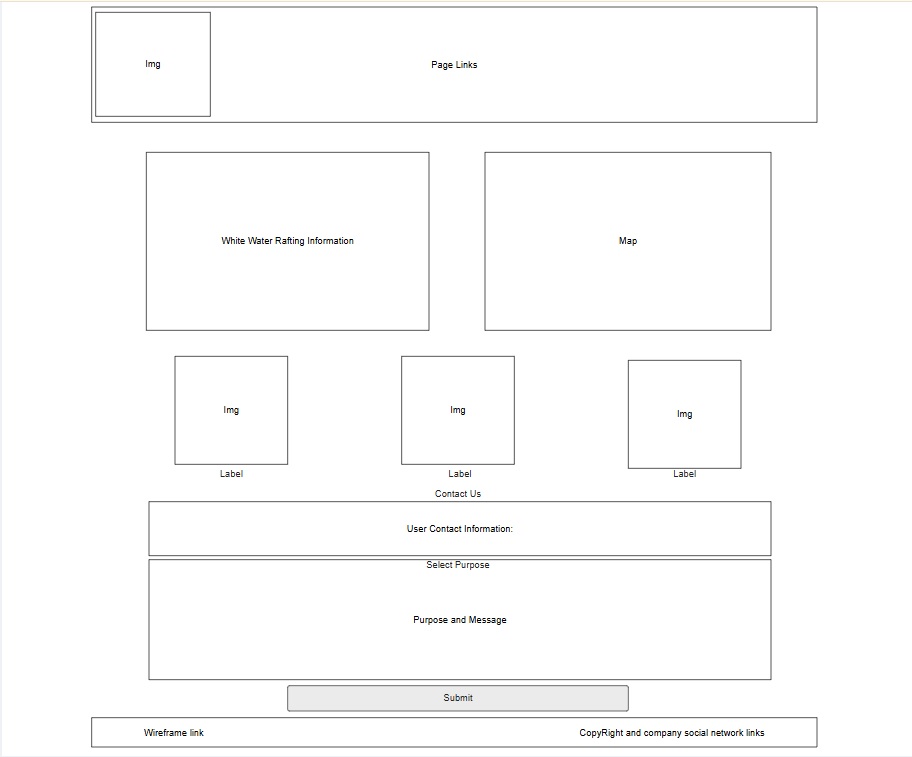 Img
Page Links
White Water Rafting Information
Map
Img
Img
Img
Label
Label
Label
Contact Us
User Contact Information:
Select Purpose
Purpose and Message
Submit
Wireframe link
CopyRight and company social network links